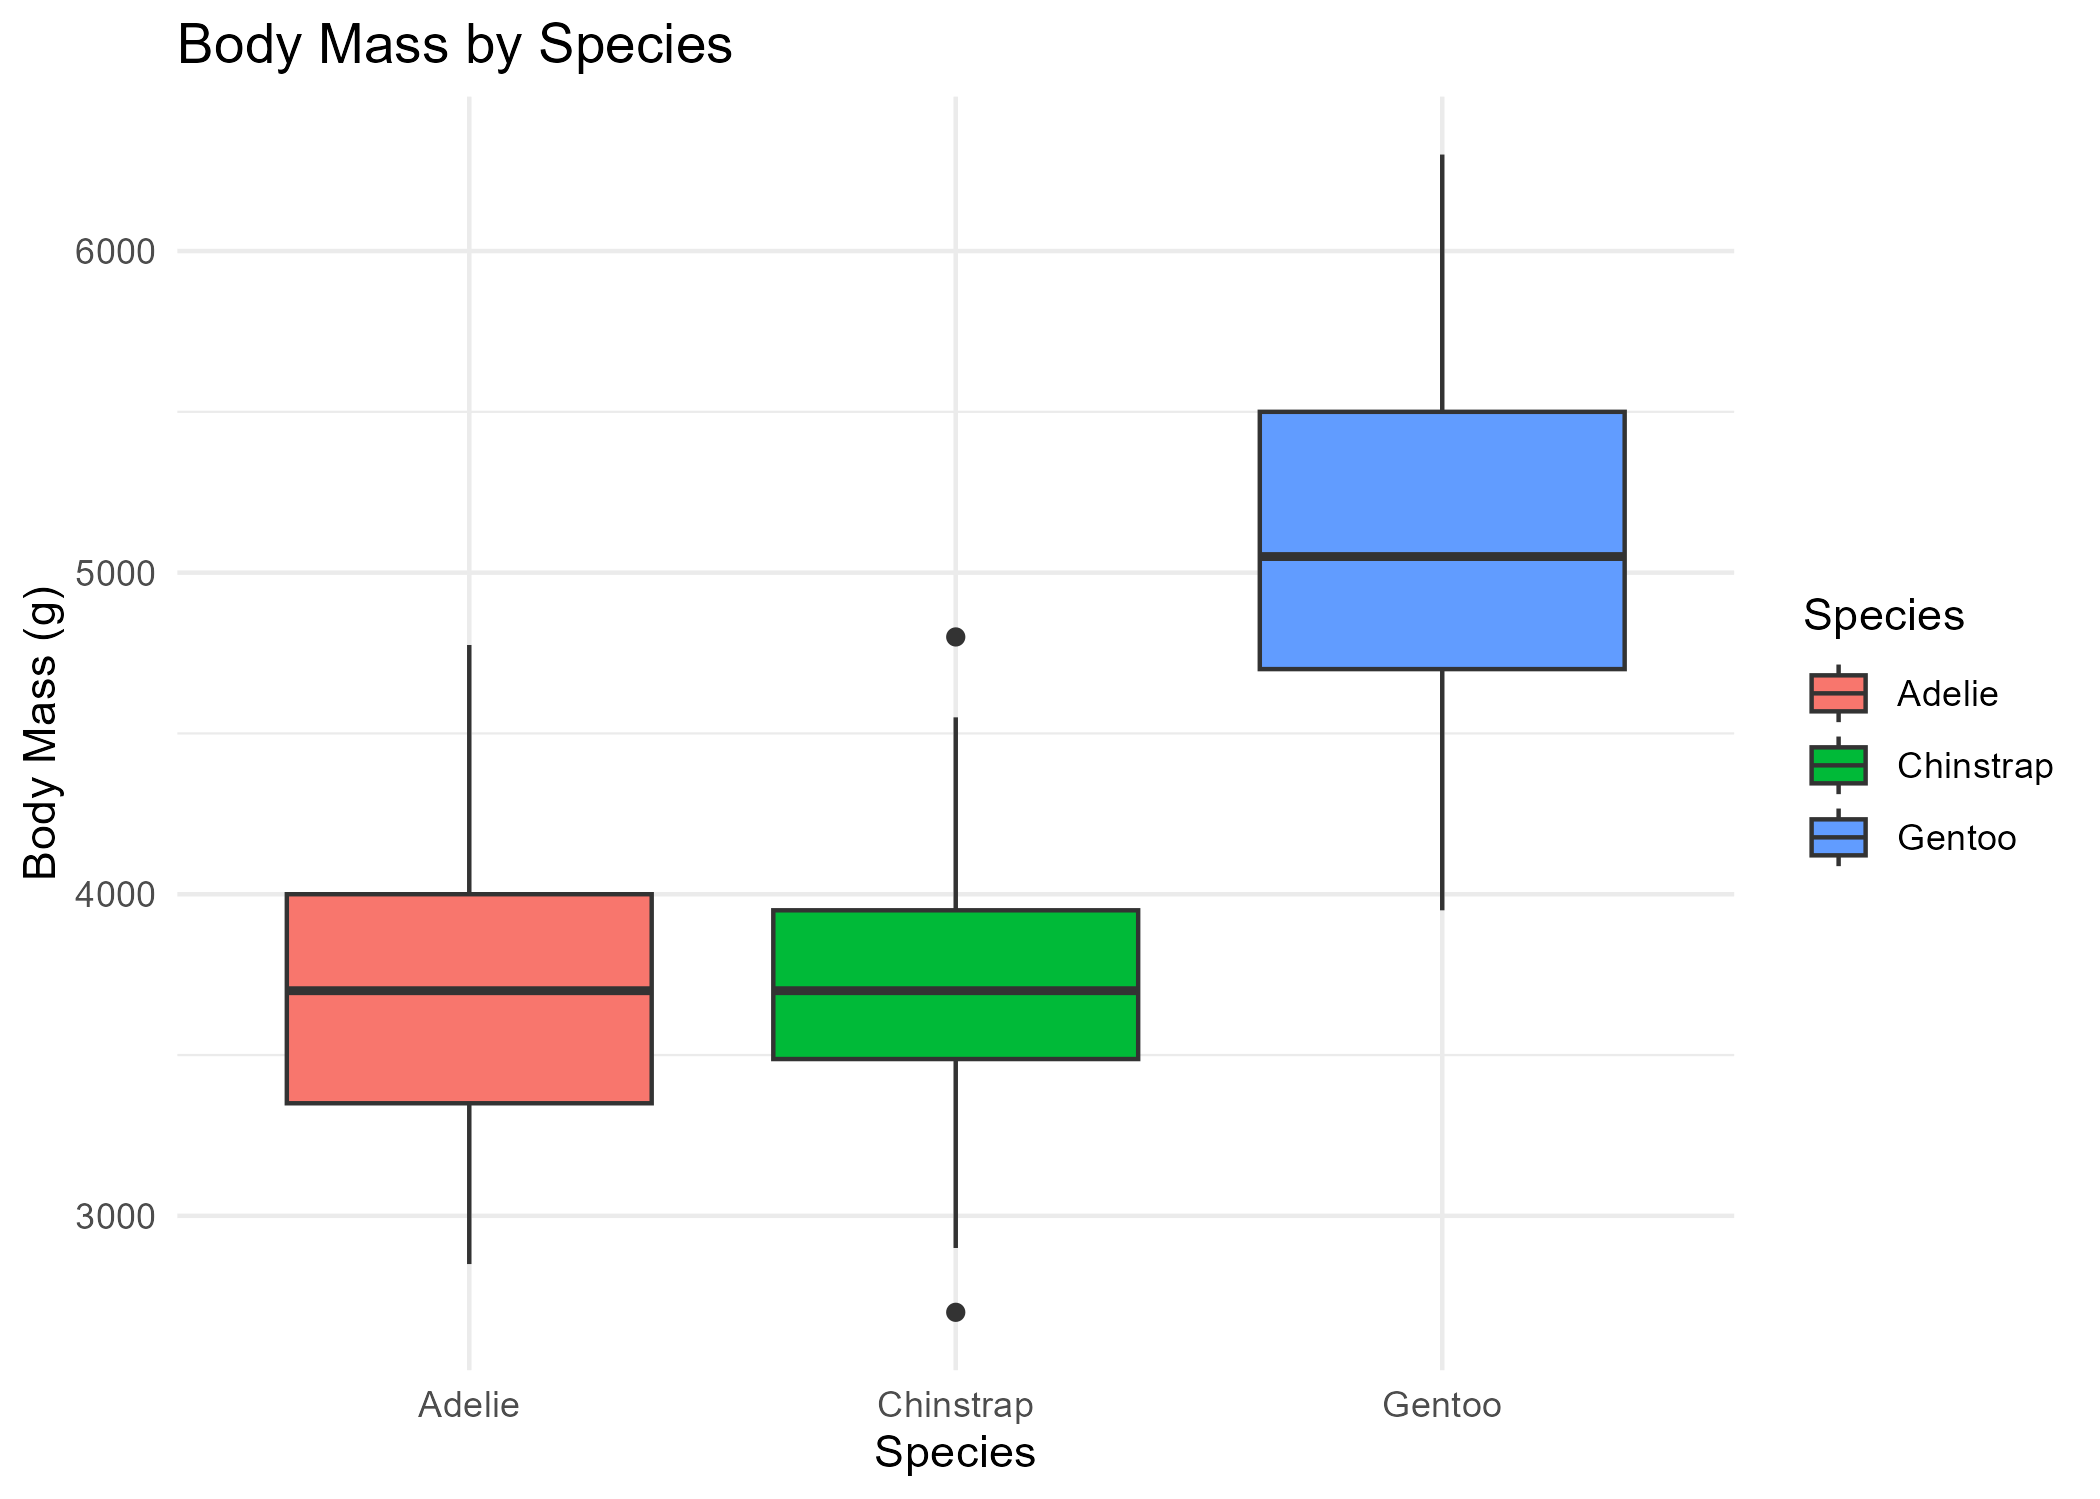 Body Mass by Species
Body Mass (g)
6000
5000
4000
3000
Adelie
Chinstrap
Gentoo
Species
Species
Adelie
Chinstrap
Gentoo